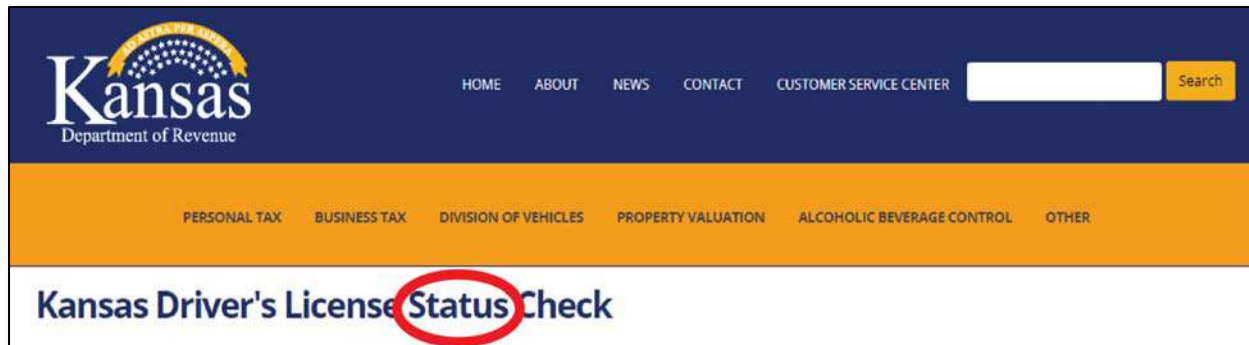 AD ASTRA PER ASPERA
Kansas
Department of Revenue
HOME ABOUT NEWS CONTACT CUSTOMER SERVICE CENTER Search
PERSONAL TAX BUSINESS TAX DIVISION OF VEHICLES PROPERTY VALUATION ALCOHOLIC BEVERAGE CONTROL OTHER
Kansas Driver's License Status Check